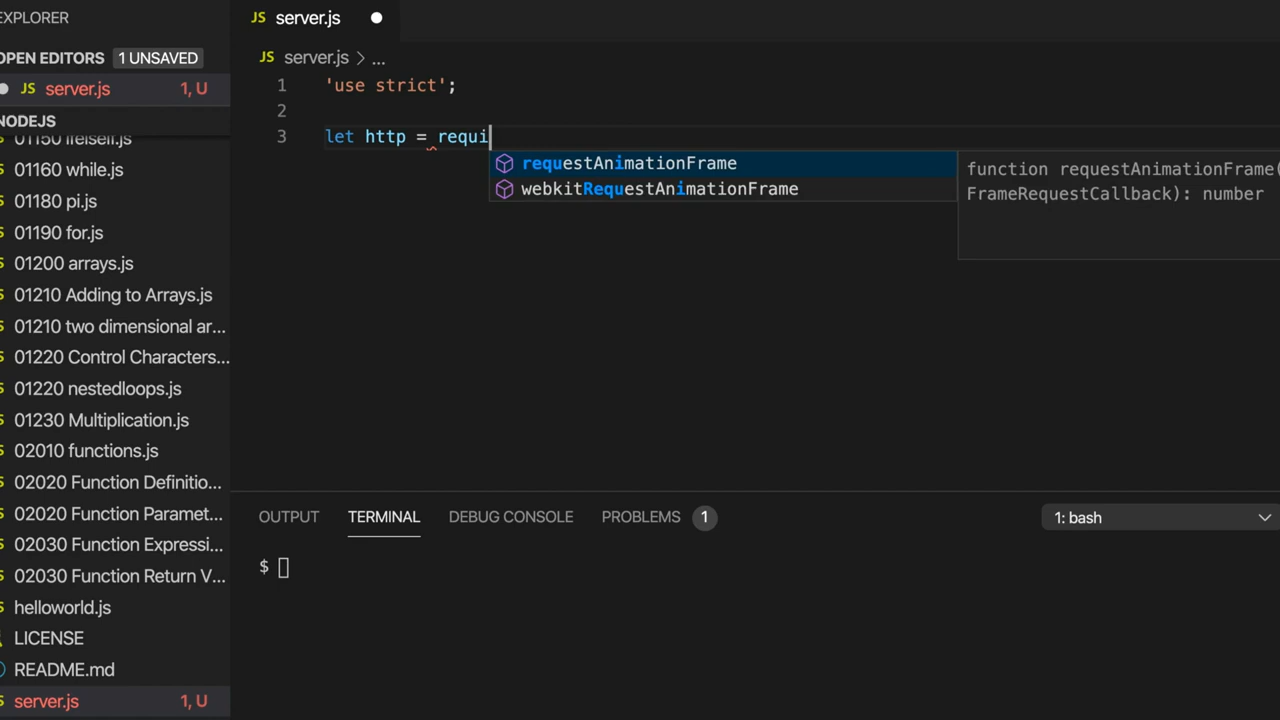 EXPLORER
OPEN EDITORS 1 UNSAVED
JS server.js 1, U
NODEJS
01150 ifelseif.js
01160 while.js
01180 pi.js
01190 for.js
01200 arrays.js
01210 Adding to Arrays.js
01210 two dimensional ar...
01220 Control Characters...
01220 nestedloops.js
01230 Multiplication.js
02010 functions.js
02020 Function Definitio...
02020 Function Paramet...
02030 Function Expressi...
02030 Function Return V...
helloworld.js
LICENSE
README.md
server.js 1, U
JS server.js
JS server.js > ...
1 'use strict';
2
3 let http = requi
requestAnimationFrame
webkitRequestAnimationFrame
function requestAnimationFrame(
FrameRequestCallback): number
OUTPUT TERMINAL DEBUG CONSOLE PROBLEMS 1 1: bash
$